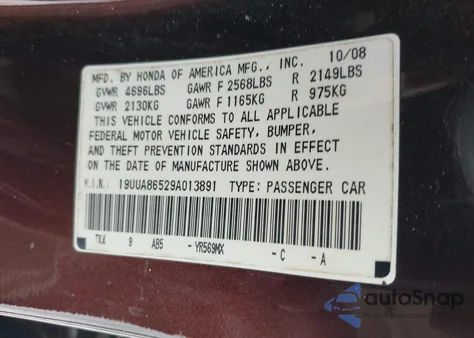 MFD. BY HONDA OF AMERICA MFG., INC. 10/08
GVWR 4696LBS GAWR F 2568LBS R 2149LBS
GVWR 2130KG GAWR F 1165KG R 975KG
THIS VEHICLE CONFORMS TO ALL APPLICABLE
FEDERAL MOTOR VEHICLE SAFETY, BUMPER,
AND THEFT PREVENTION STANDARDS IN EFFECT
ON THE DATE OF MANUFACTURE SHOWN ABOVE.
V.I.N.: 19UUA86529A013891 TYPE: PASSENGER CAR
TK4 9 AB5 -YR569MX -C -A
autoSnap